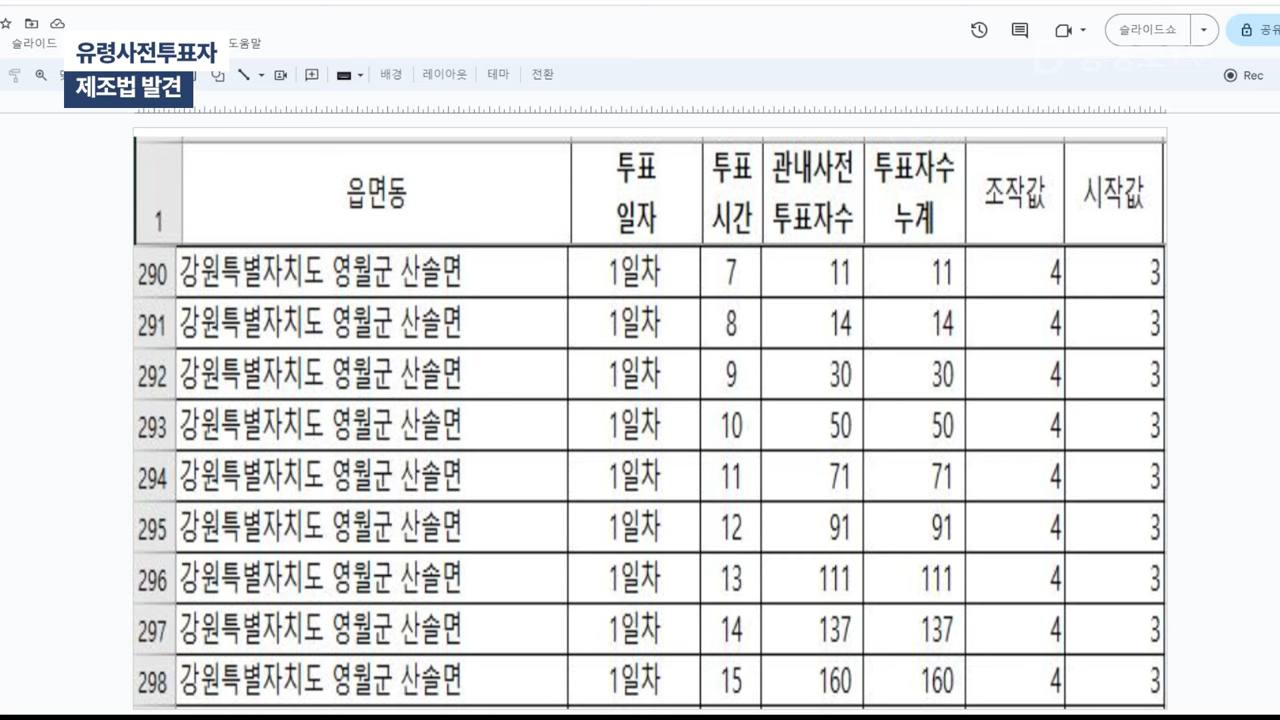 슬라이드
도움말
유령사전투표자
제조법 발견
슬라이드쇼
배경 레이아웃 테마 전환
Rec
1 읍면동 투표 일자 투표 시간 관내사전 투표자수 투표자수 누계 조작값 시작값
290 강원특별자치도 영월군 산솔면 1일차 7 11 11 4 3
291 강원특별자치도 영월군 산솔면 1일차 8 14 14 4 3
292 강원특별자치도 영월군 산솔면 1일차 9 30 30 4 3
293 강원특별자치도 영월군 산솔면 1일차 10 50 50 4 3
294 강원특별자치도 영월군 산솔면 1일차 11 71 71 4 3
295 강원특별자치도 영월군 산솔면 1일차 12 91 91 4 3
296 강원특별자치도 영월군 산솔면 1일차 13 111 111 4 3
297 강원특별자치도 영월군 산솔면 1일차 14 137 137 4 3
298 강원특별자치도 영월군 산솔면 1일차 15 160 160 4 3